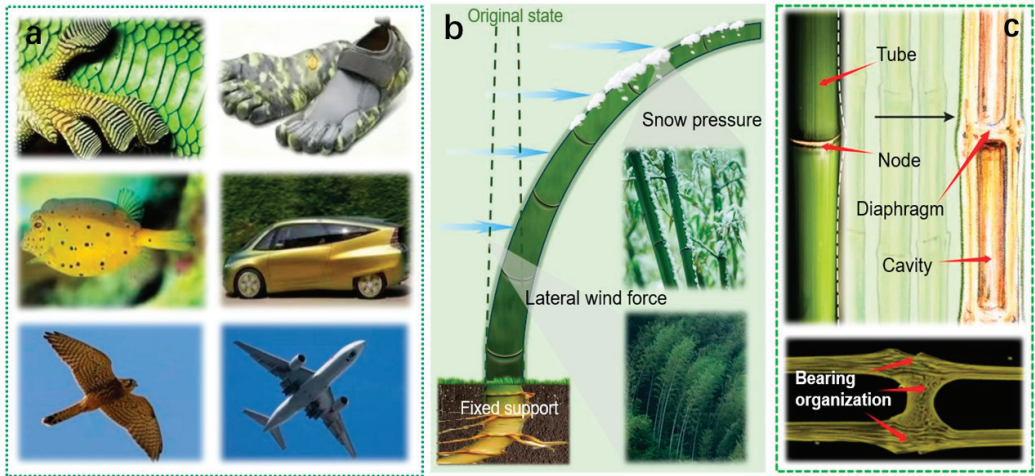 a
b
Original state
Snow pressure
Lateral wind force
Fixed support
c
Tube
Node
Diaphragm
Cavity
Bearing
organization